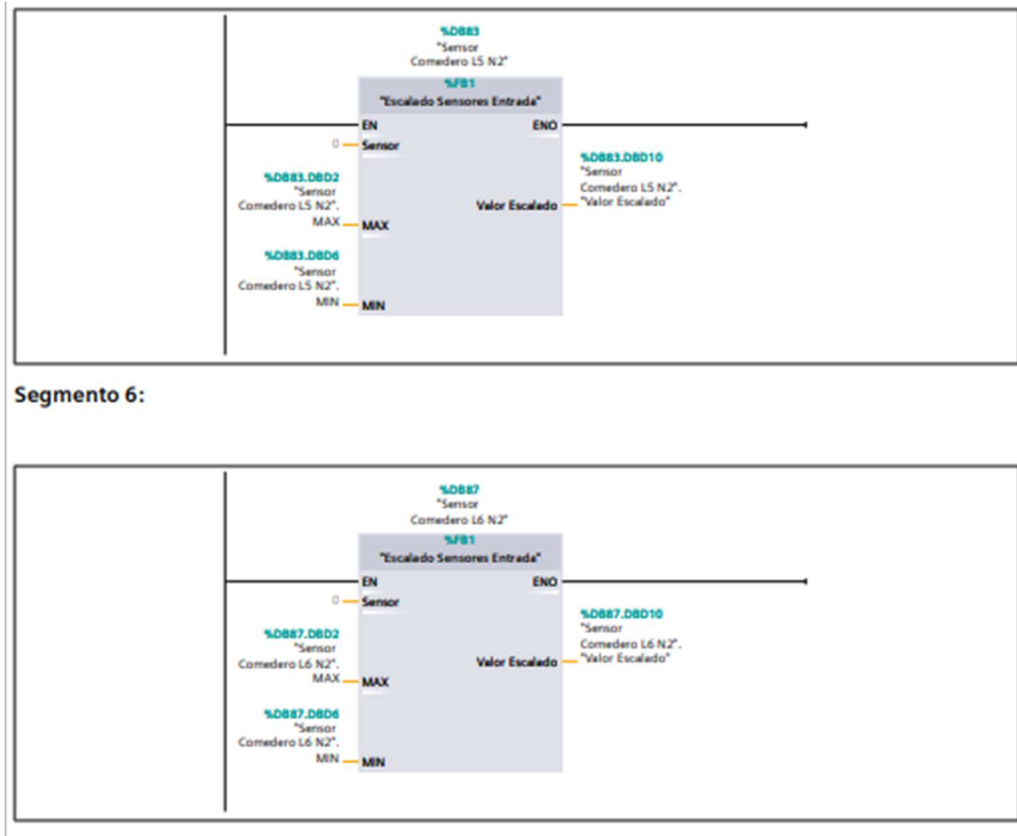 %DB83
"Sensor
Comedero L5 N2"
%FB1
"Escalado Sensores Entrada"
EN ENO
0 Sensor
%DB83.DBD2
"Sensor
Comedero L5 N2".
MAX MAX
%DB83.DBD6
"Sensor
Comedero L5 N2".
MIN MIN
%DB83.DBD10
"Sensor
Comedero L5 N2".
Valor Escalado "Valor Escalado"
Segmento 6:
%DB87
"Sensor
Comedero L6 N2"
%FB1
"Escalado Sensores Entrada"
EN ENO
0 Sensor
%DB87.DBD2
"Sensor
Comedero L6 N2".
MAX MAX
%DB87.DBD6
"Sensor
Comedero L6 N2".
MIN MIN
%DB87.DBD10
"Sensor
Comedero L6 N2".
Valor Escalado "Valor Escalado"